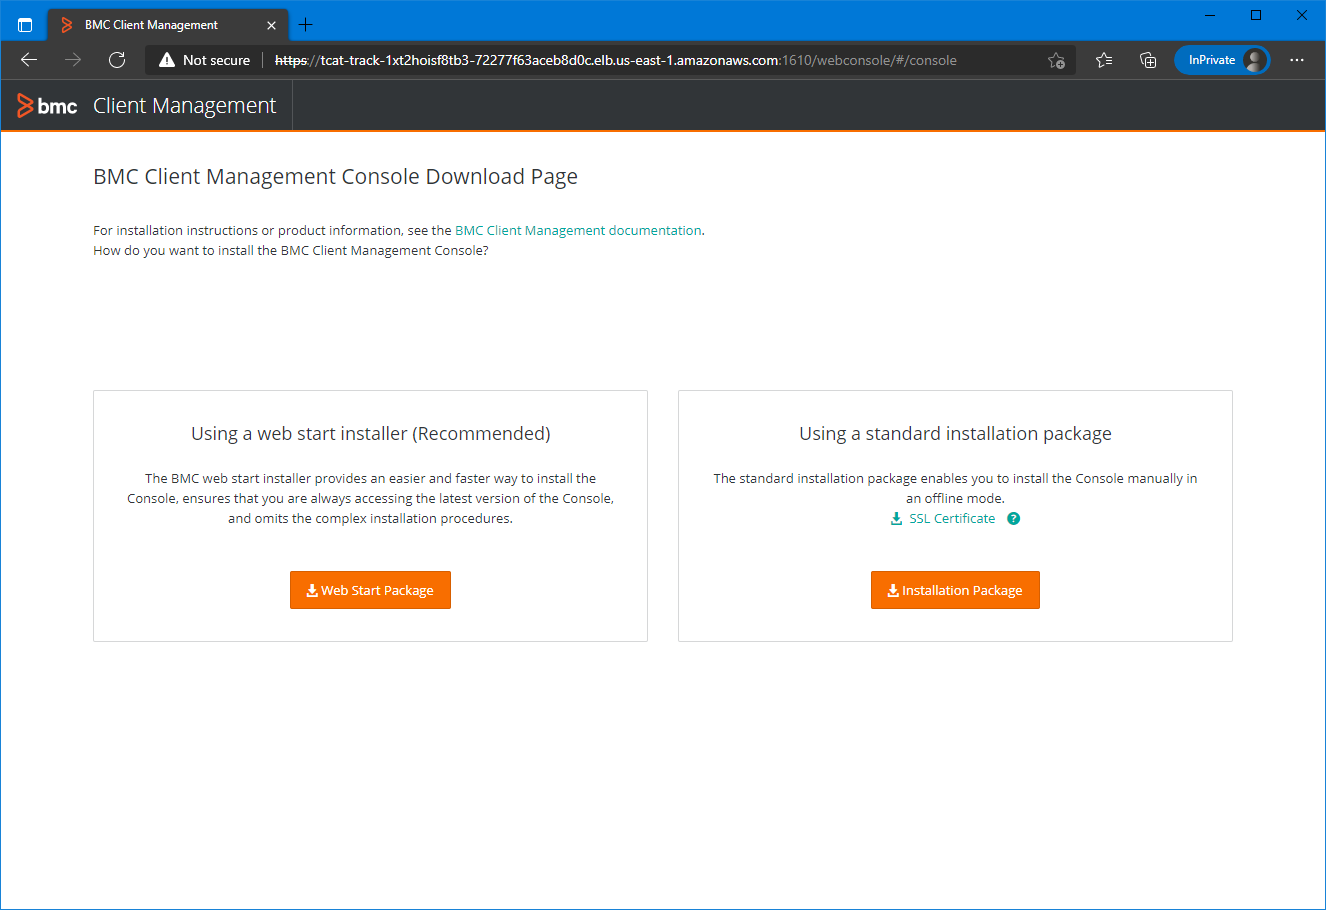 BMC Client Management
Not secure
https://tcat-track-1xt2hoisf8tb3-72277f63aceb8d0c.elb.us-east-1.amazonaws.com:1610/webconsole/#/console
InPrivate
bmc Client Management
BMC Client Management Console Download Page
For installation instructions or product information, see the BMC Client Management documentation.
How do you want to install the BMC Client Management Console?
Using a web start installer (Recommended)
The BMC web start installer provides an easier and faster way to install the
Console, ensures that you are always accessing the latest version of the Console,
and omits the complex installation procedures.
Web Start Package
Using a standard installation package
The standard installation package enables you to install the Console manually in
an offline mode.
SSL Certificate ?
Installation Package